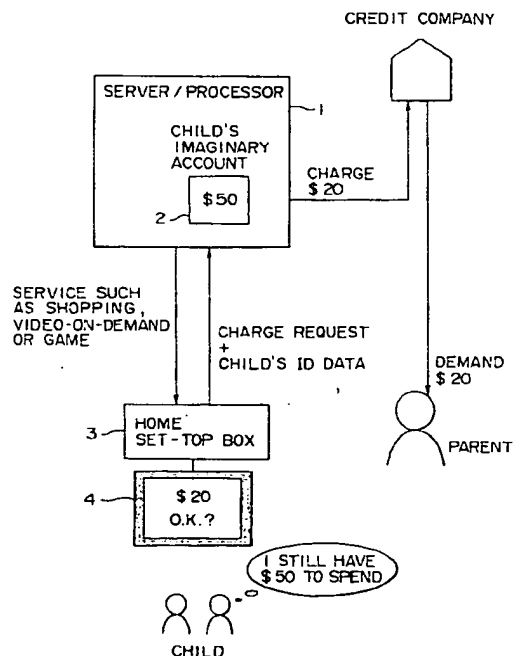 CREDIT COMPANY
SERVER/PROCESSOR
1
CHILD'S
IMAGINARY
ACCOUNT
$50
2
CHARGE
$20
SERVICE SUCH
AS SHOPPING,
VIDEO-ON-DEMAND
OR GAME
CHARGE REQUEST
+
CHILD'S ID DATA
DEMAND
$20
PARENT
3
HOME
SET-TOP BOX
4
$20
O.K.?
I STILL HAVE
$50 TO SPEND
CHILD